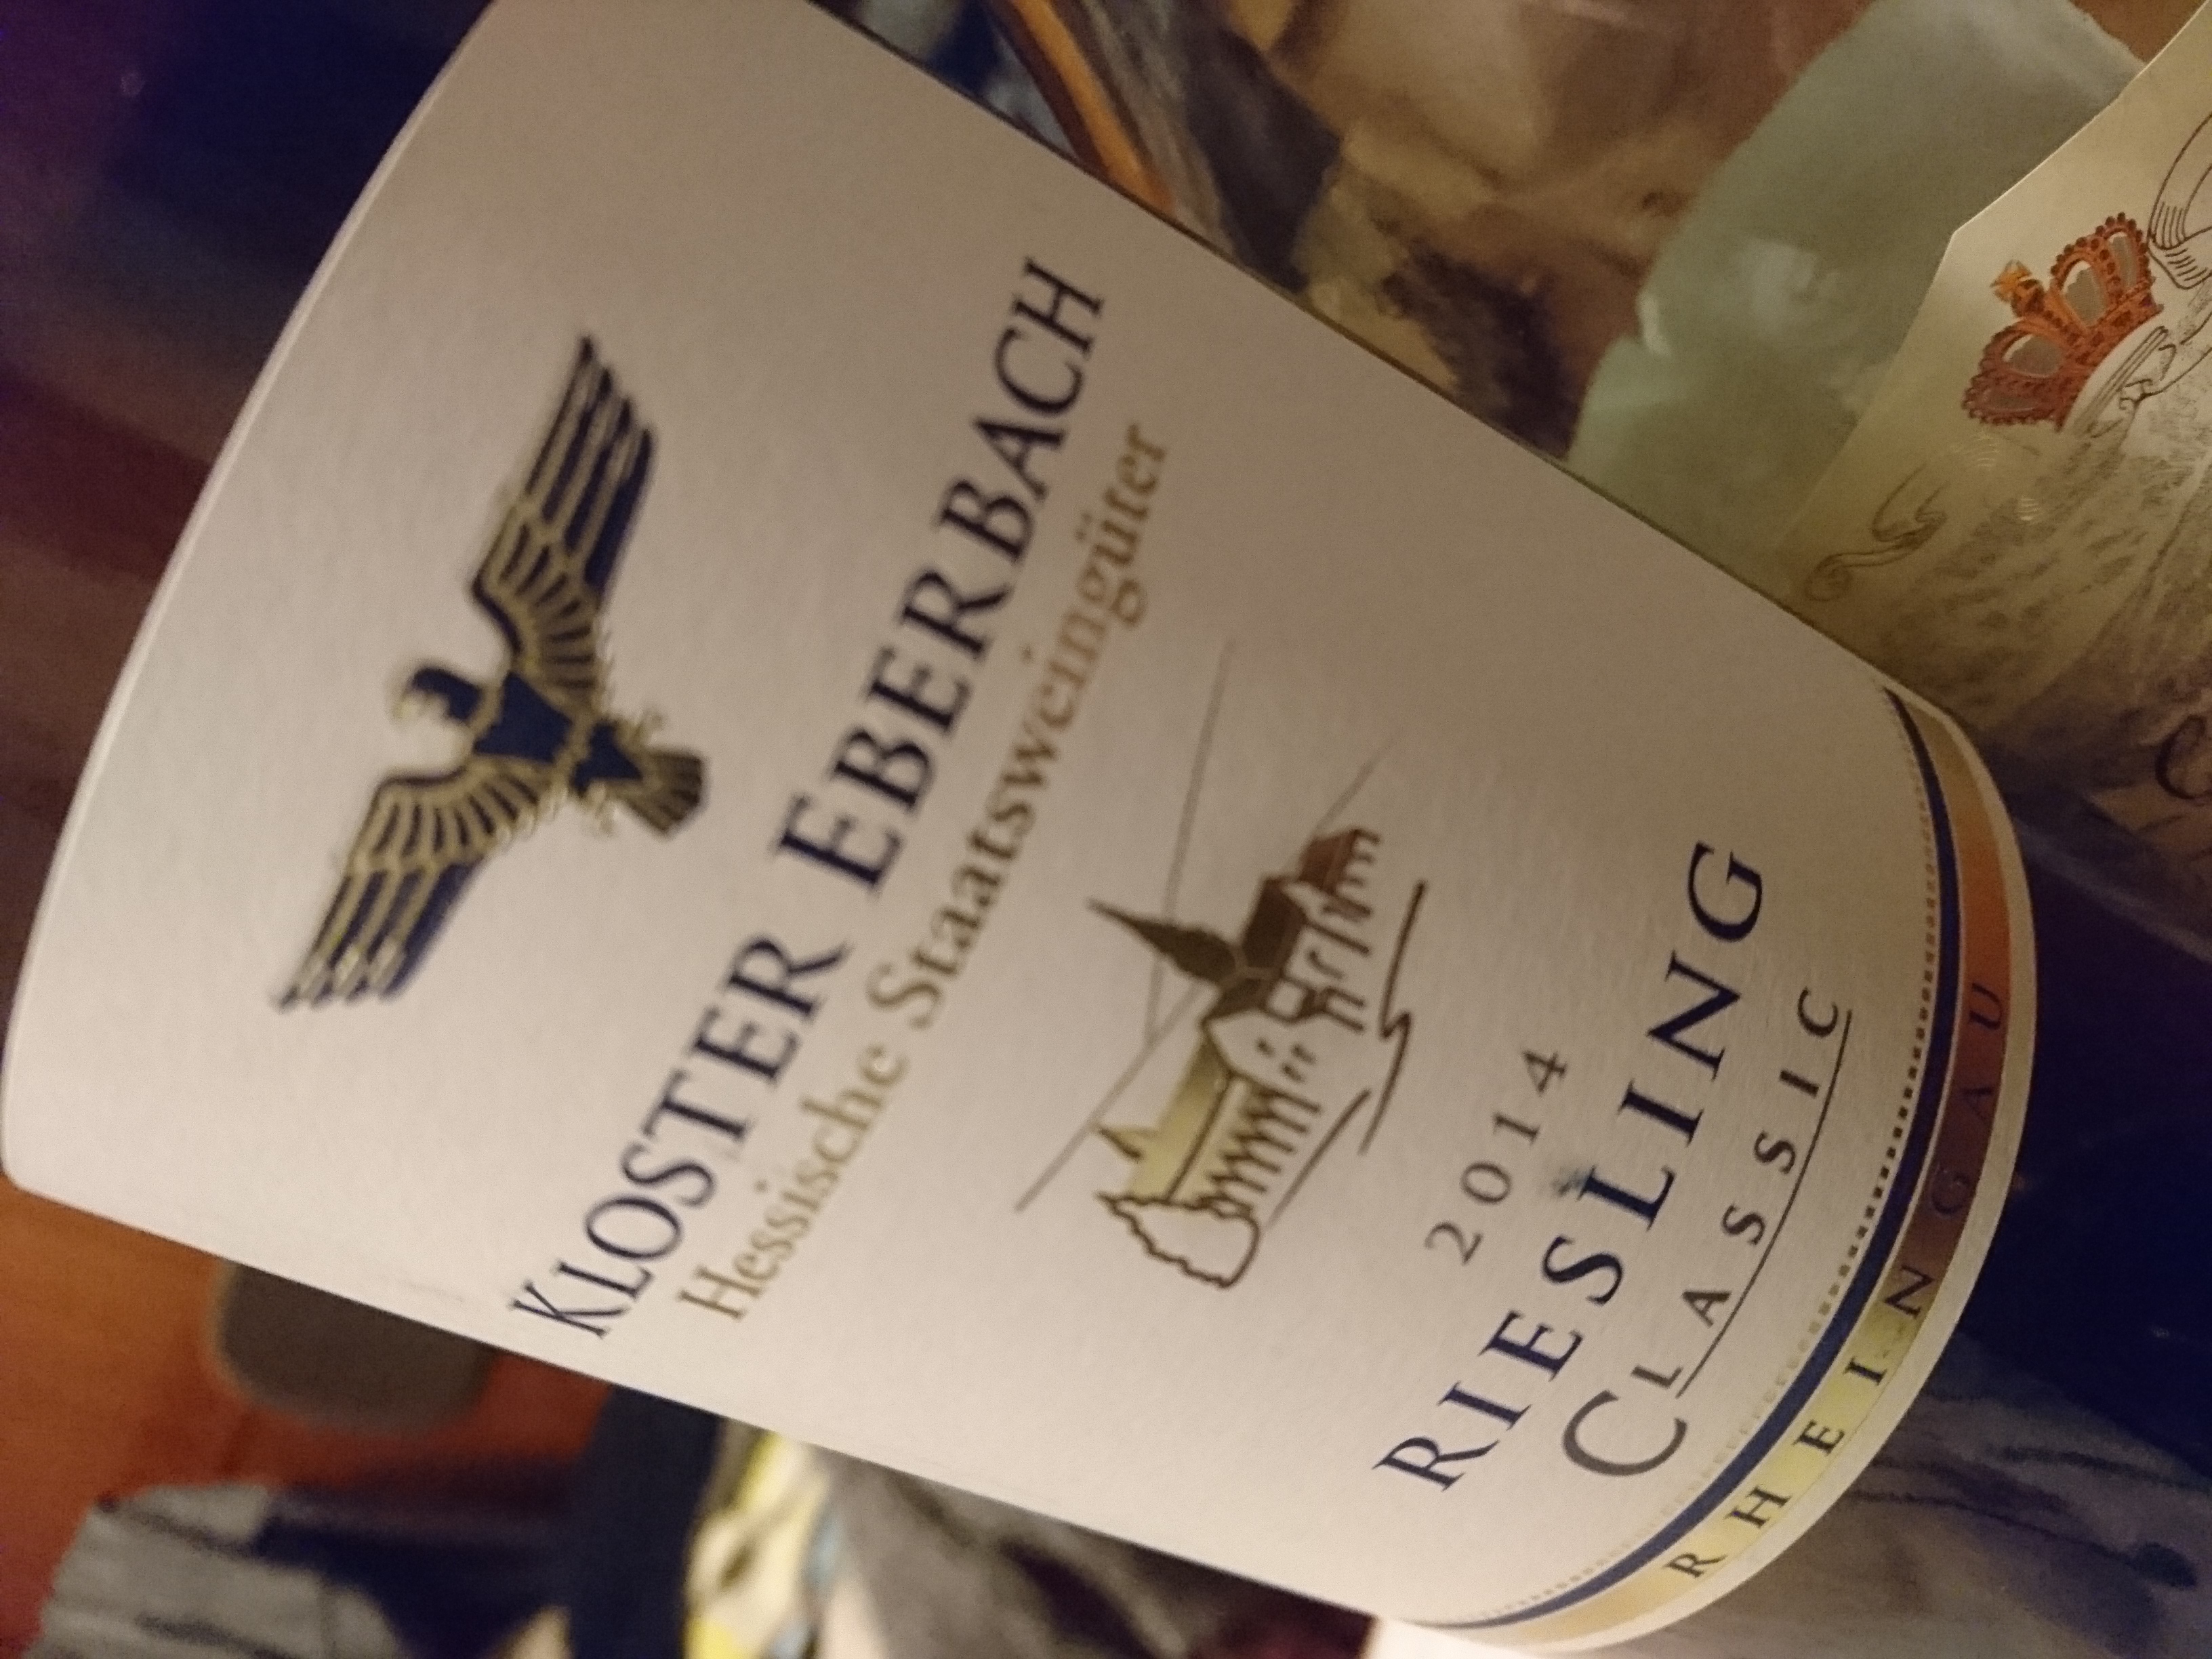 KLOSTER EBERBACH
Hessische Staatsweingüter
2014
RIESLING
CLASSIC
RHEINGAU